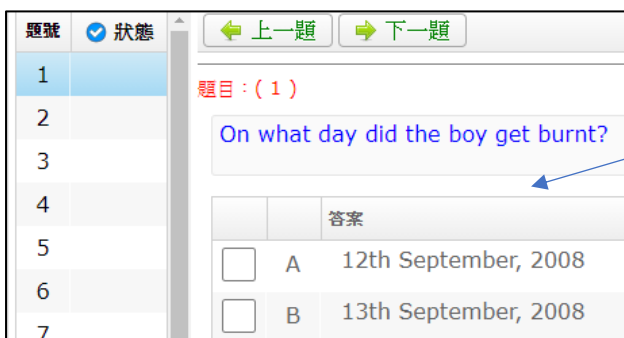 題號 狀態
上一題 下一題
1
題目：( 1 )
2
On what day did the boy get burnt?
3
4
答案
5
A 12th September, 2008
6
B 13th September, 2008
7